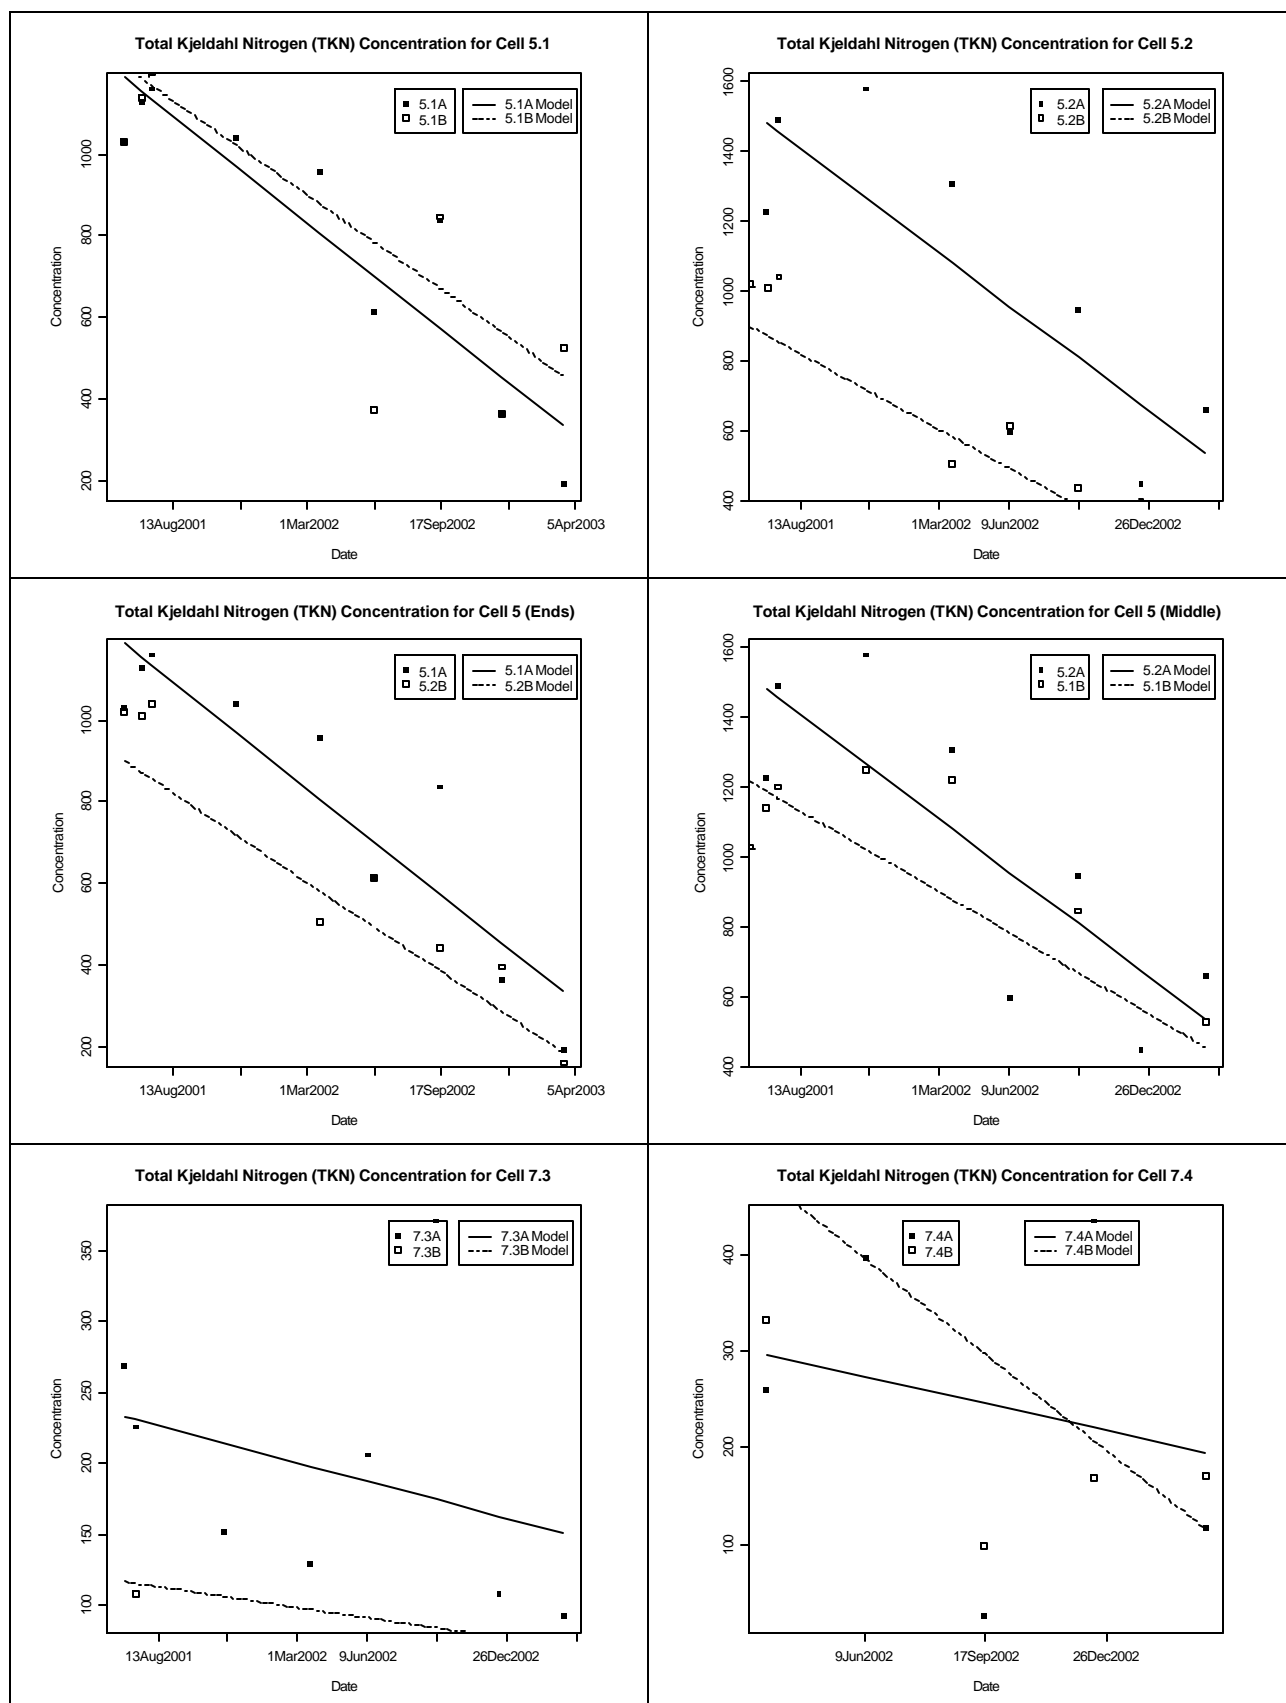 Total Kjeldahl Nitrogen (TKN) Concentration for Cell 5.1
5.1A
5.1B
5.1A Model
5.1B Model
Concentration
200
400
600
800
1000
13Aug2001
1Mar2002
17Sep2002
5Apr2003
Date
Total Kjeldahl Nitrogen (TKN) Concentration for Cell 5.2
5.2A
5.2B
5.2A Model
5.2B Model
Concentration
400
600
800
1000
1200
1400
1600
13Aug2001
1Mar2002
9Jun2002
26Dec2002
Date
Total Kjeldahl Nitrogen (TKN) Concentration for Cell 5 (Ends)
5.1A
5.2B
5.1A Model
5.2B Model
Concentration
200
400
600
800
1000
13Aug2001
1Mar2002
17Sep2002
5Apr2003
Date
Total Kjeldahl Nitrogen (TKN) Concentration for Cell 5 (Middle)
5.2A
5.1B
5.2A Model
5.1B Model
Concentration
400
600
800
1000
1200
1400
1600
13Aug2001
1Mar2002
9Jun2002
26Dec2002
Date
Total Kjeldahl Nitrogen (TKN) Concentration for Cell 7.3
7.3A
7.3B
7.3A Model
7.3B Model
Concentration
100
150
200
250
300
350
13Aug2001
1Mar2002
9Jun2002
26Dec2002
Date
Total Kjeldahl Nitrogen (TKN) Concentration for Cell 7.4
7.4A
7.4B
7.4A Model
7.4B Model
Concentration
100
200
300
400
9Jun2002
17Sep2002
26Dec2002
Date